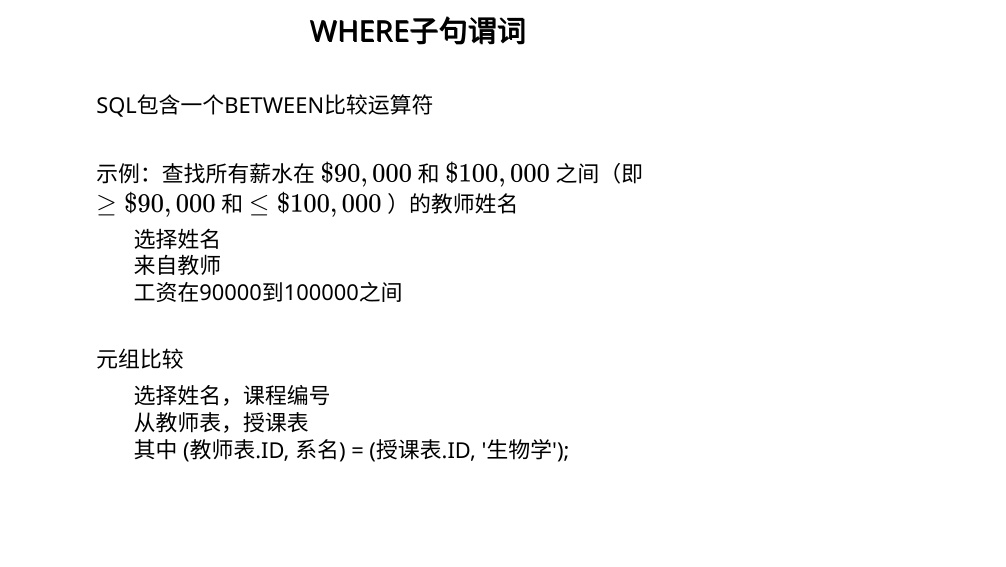 WHERE子句谓词
SQL包含一个BETWEEN比较运算符
示例：查找所有薪水在 $90,000 和 $100,000 之间（即
≥ $90,000 和 ≤ $100,000 ）的教师姓名
选择姓名
来自教师
工资在90000到100000之间
元组比较
选择姓名，课程编号
从教师表，授课表
其中 (教师表.ID, 系名) = (授课表.ID, '生物学');